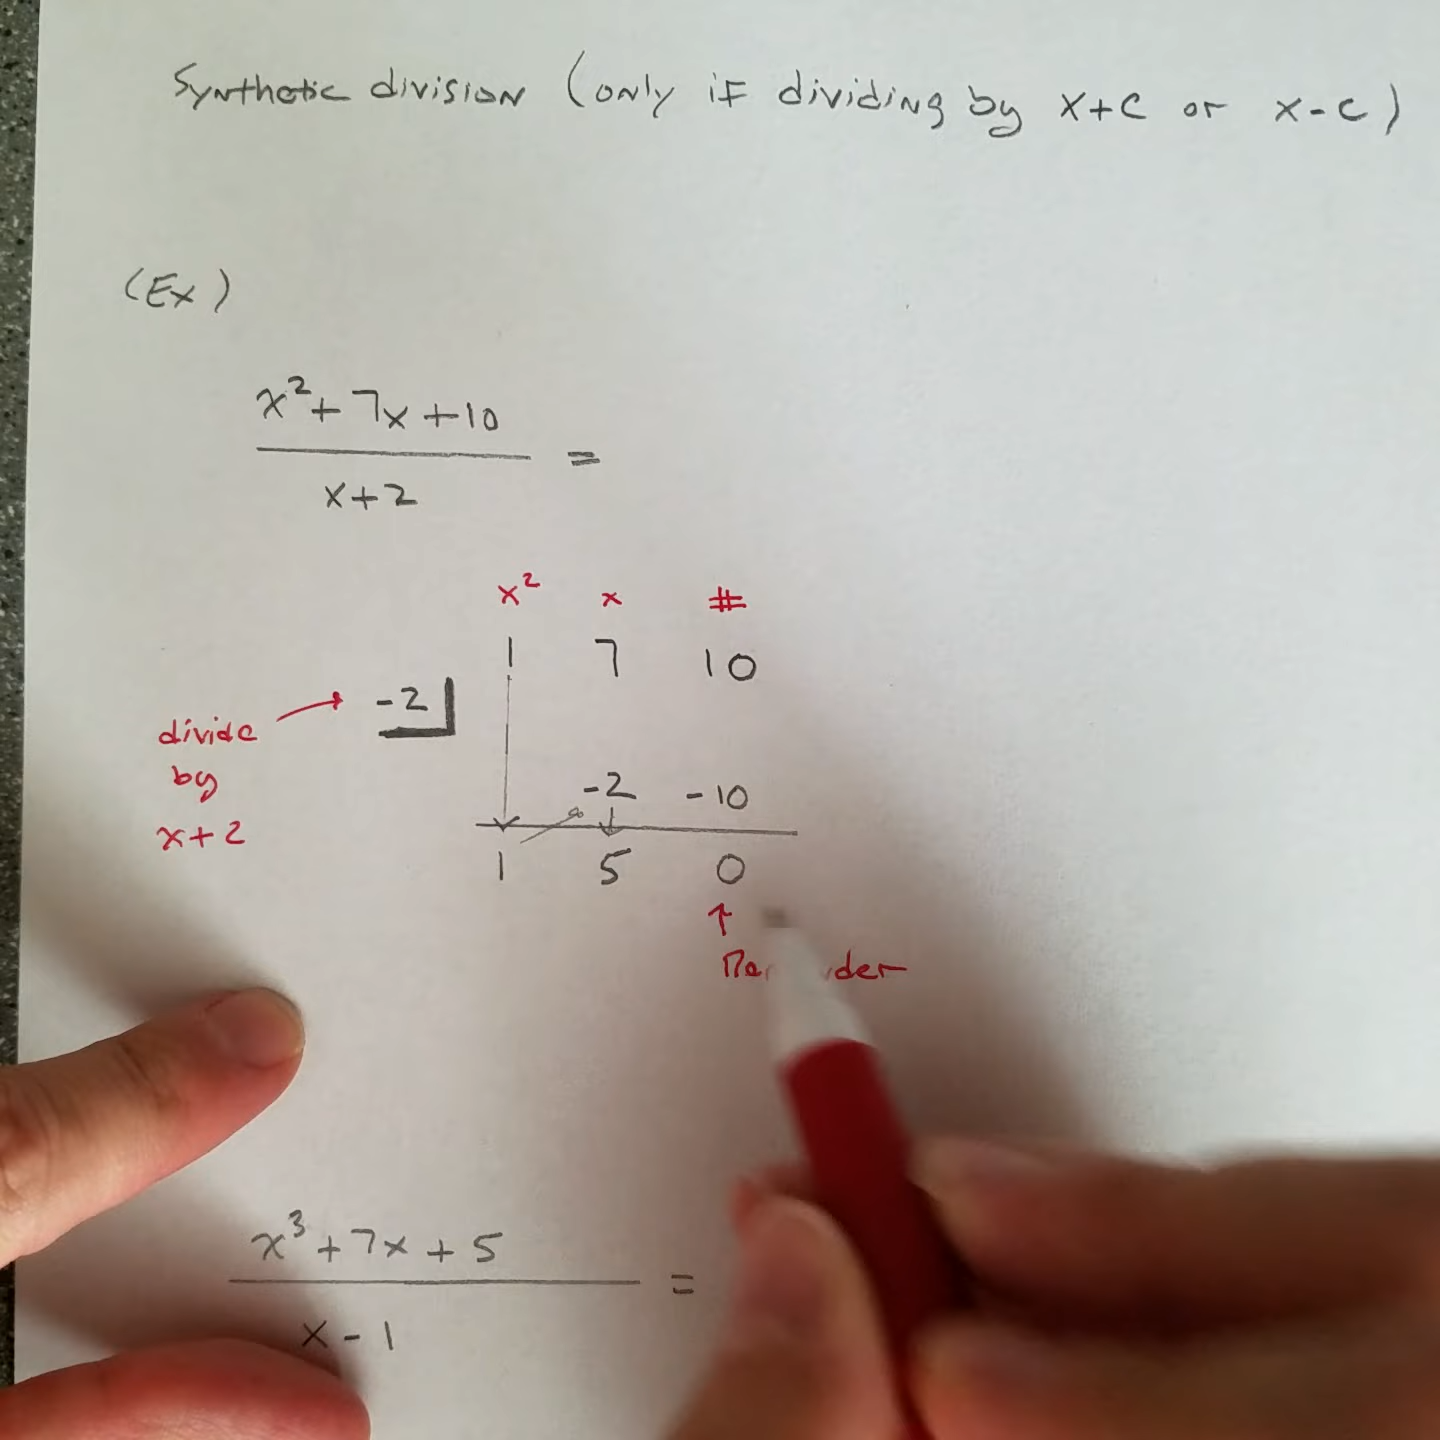 Synthetic division (only if dividing by x+c or x-c)
(Ex)
x²+7x+10
x+2
=
x² x #
1 7 10
-2
divide
by
x+2
-2 -10
1 5 0
x³+7x+5
x-1
=